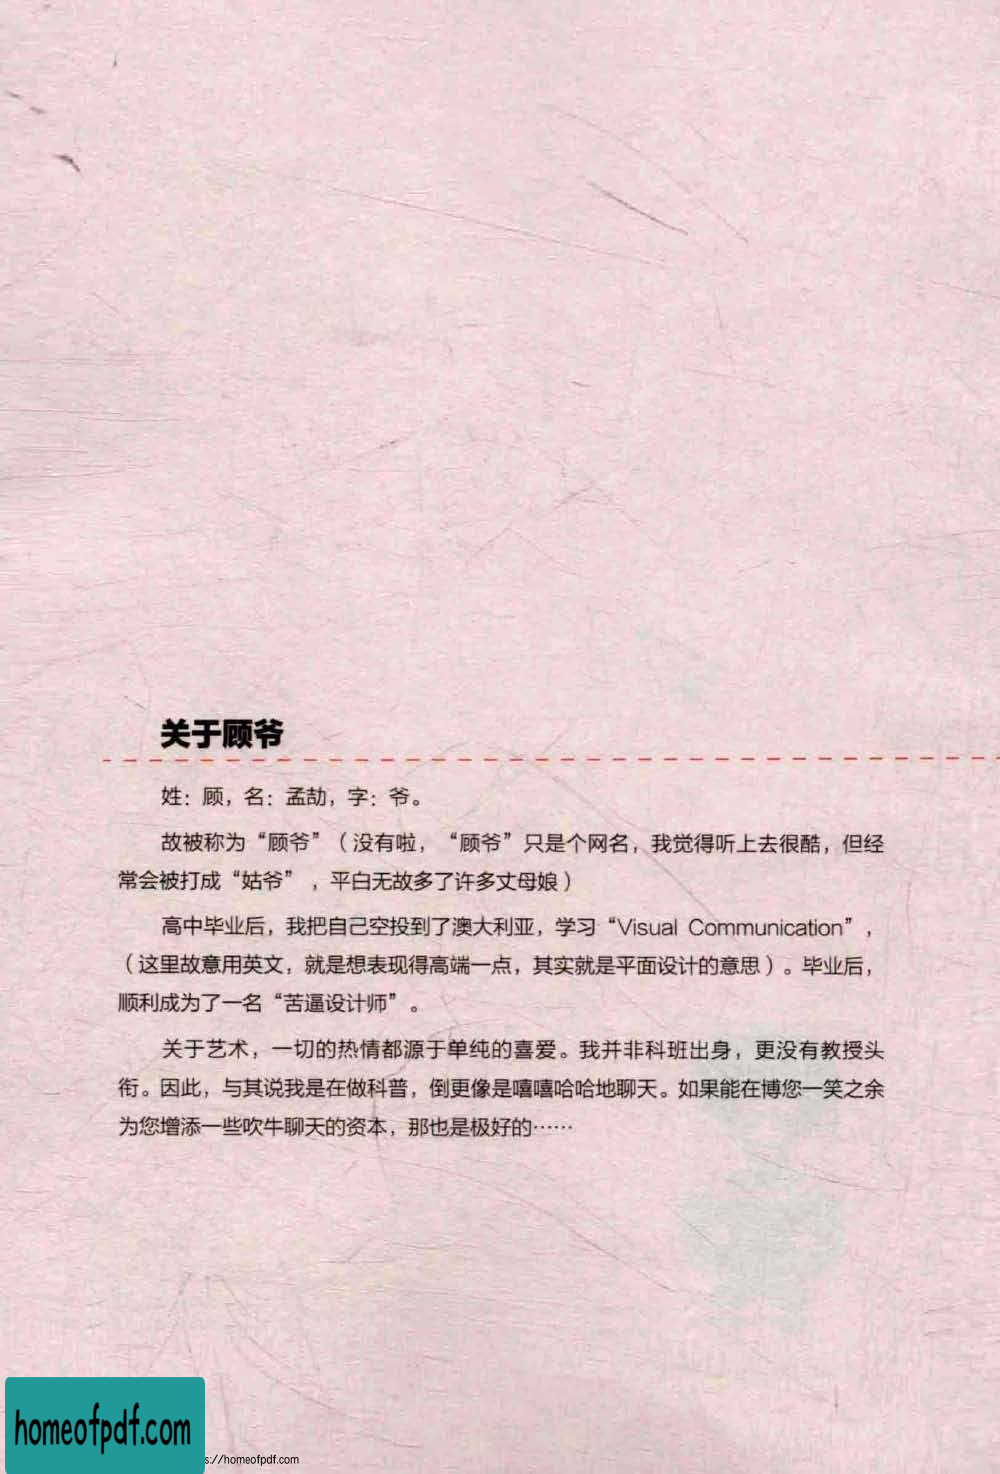 关于顾爷
姓：顾，名：孟劼，字：爷。
故被称为“顾爷”（没有啦，“顾爷”只是个网名，我觉得听上去很酷，但经
常会被打成“姑爷”，平白无故多了许多丈母娘）
高中毕业后，我把自己空投到了澳大利亚，学习“Visual Communication”，
（这里故意用英文，就是想表现得高端一点，其实就是平面设计的意思）。毕业后，
顺利成为了一名“苦逼设计师”。
关于艺术，一切的热情都源于单纯的喜爱。我并非科班出身，更没有教授头
衔。因此，与其说我是在做科普，倒更像是嘻嘻哈哈地聊天。如果能在博您一笑之余
为您增添一些吹牛聊天的资本，那也是极好的……
homeofpdf.com
s://homeofpdf.com